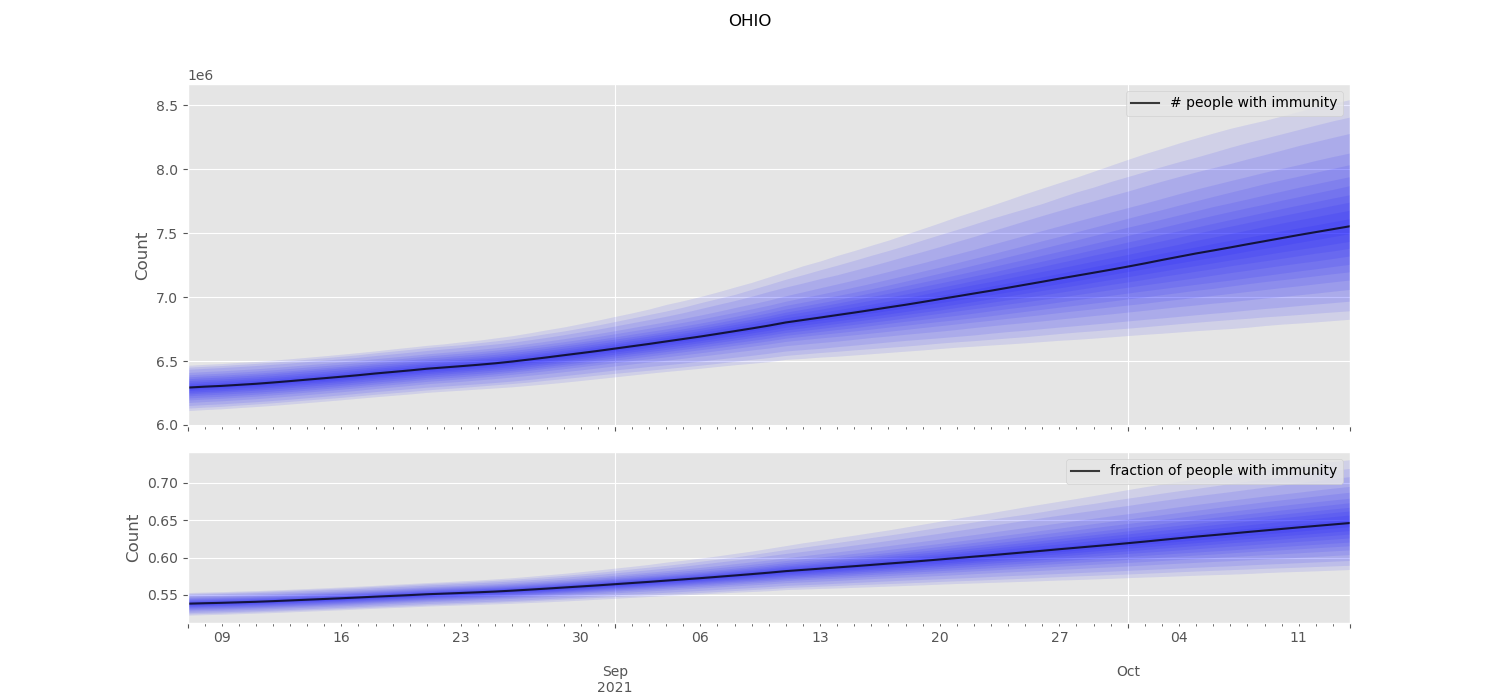 OHIO
1e6
# people with immunity
8.5
8.0
7.5
7.0
6.5
6.0
Count
fraction of people with immunity
0.70
0.65
0.60
0.55
Count
09 16 23 30 06 13 20 27 04 11
Sep Oct
2021